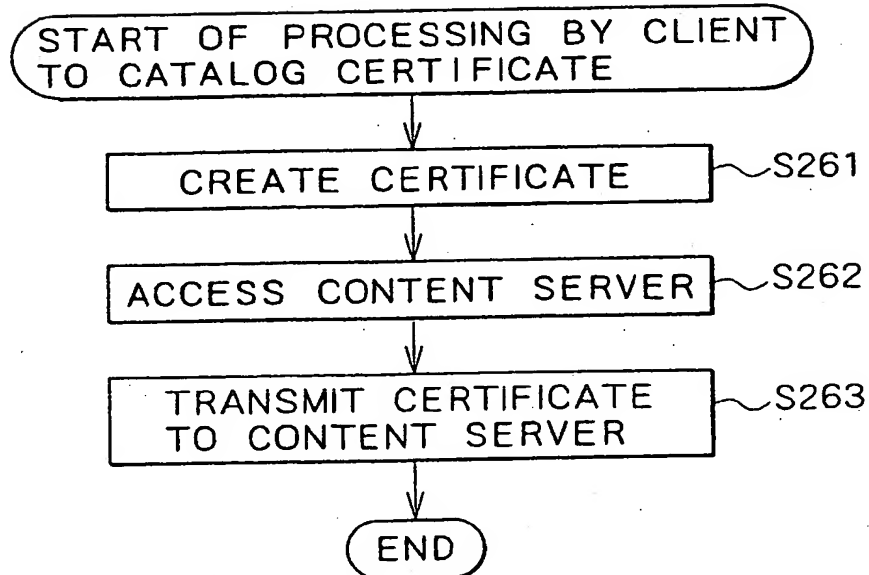 START OF PROCESSING BY CLIENT
TO CATALOG CERTIFICATE
CREATE CERTIFICATE
S261
ACCESS CONTENT SERVER
S262
TRANSMIT CERTIFICATE
TO CONTENT SERVER
S263
END